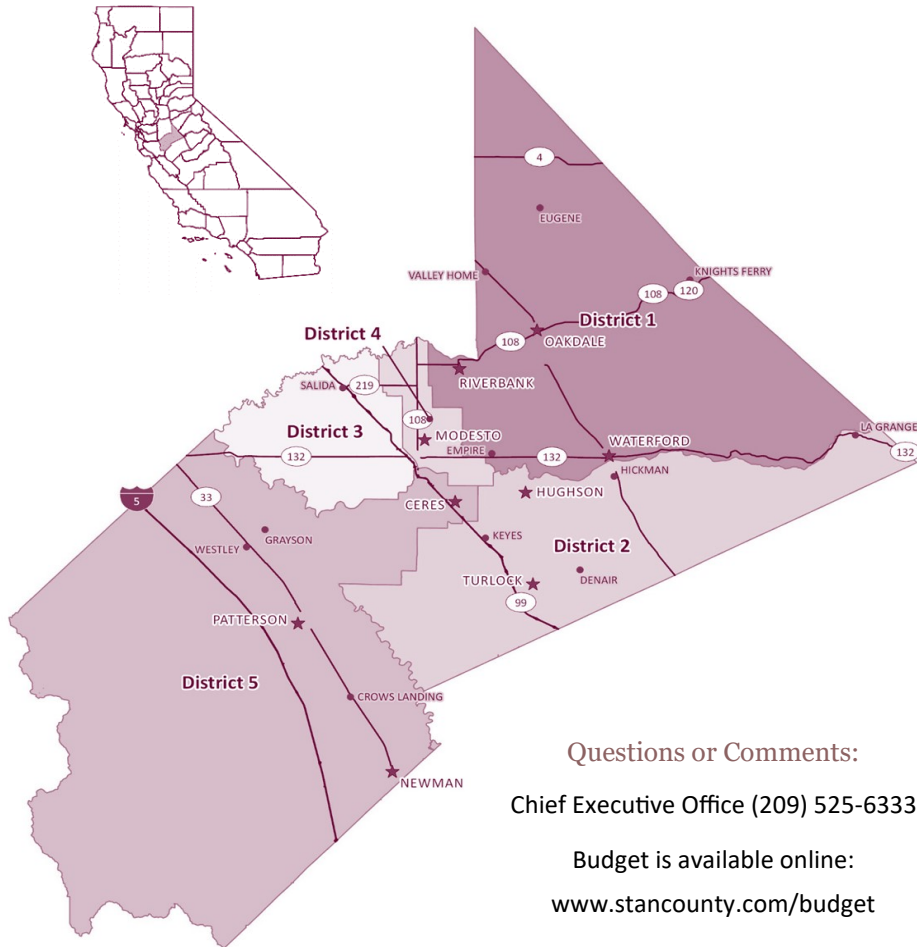 4
EUGENE
VALLEY HOME
KNIGHTS FERRY
120
108
District 1
District 4
108
OAKDALE
SALIDA
219
RIVERBANK
108
District 3
MODESTO
LA GRANGE
EMPIRE
WATERFORD
132
132
132
HICKMAN
5
33
CERES
HUGHSON
GRAYSON
KEYES
WESTLEY
District 2
TURLOCK
DENAIR
99
PATTERSON
District 5
CROWS LANDING
NEWMAN
Questions or Comments:
Chief Executive Office (209) 525-6333
Budget is available online:
www.stancounty.com/budget